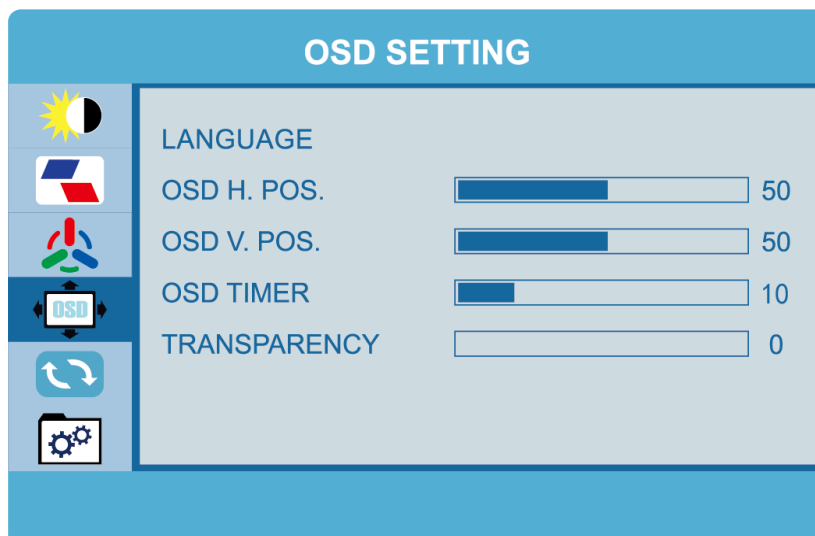 OSD SETTING
LANGUAGE
OSD H. POS. 50
OSD V. POS. 50
OSD
OSD TIMER 10
TRANSPARENCY 0